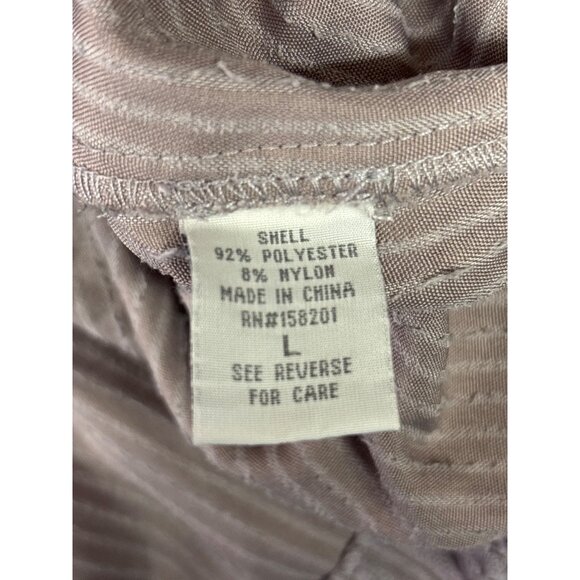 SHELL
92% POLYESTER
8% NYLON
MADE IN CHINA
RN#158201
L
SEE REVERSE
FOR CARE